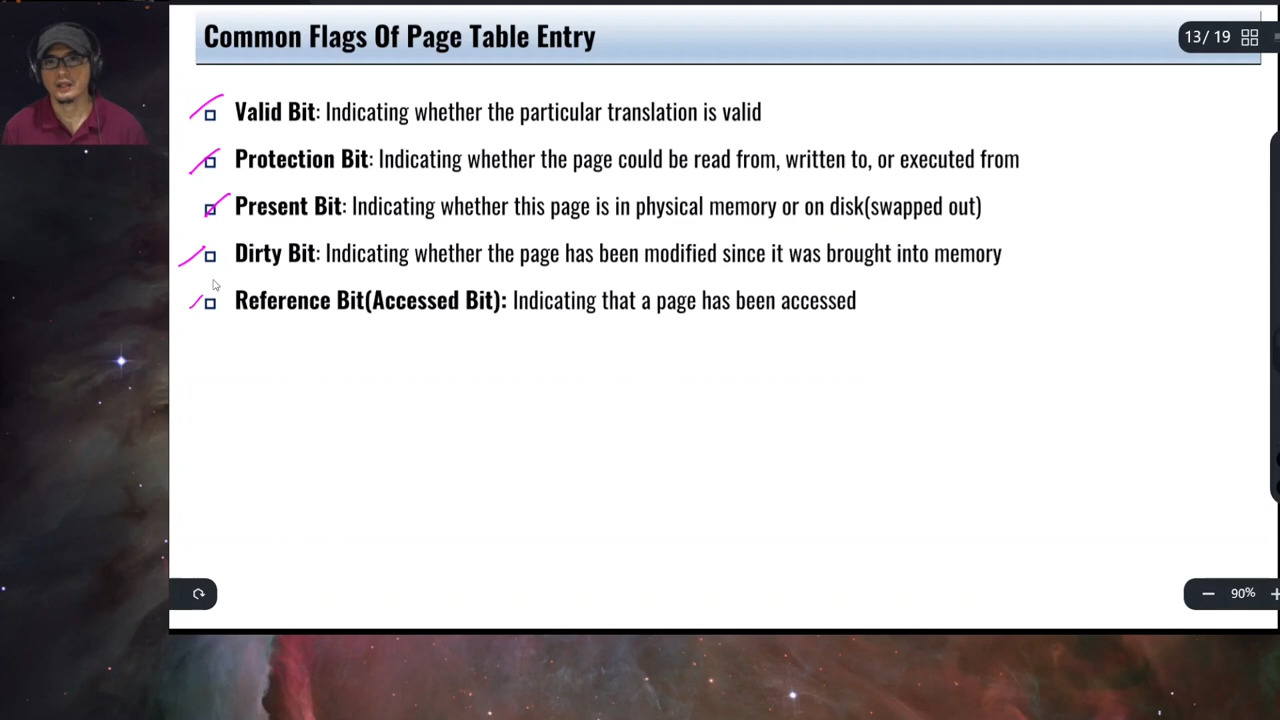 Common Flags Of Page Table Entry
13/ 19
Valid Bit: Indicating whether the particular translation is valid
Protection Bit: Indicating whether the page could be read from, written to, or executed from
Present Bit: Indicating whether this page is in physical memory or on disk(swapped out)
Dirty Bit: Indicating whether the page has been modified since it was brought into memory
Reference Bit(Accessed Bit): Indicating that a page has been accessed
90%